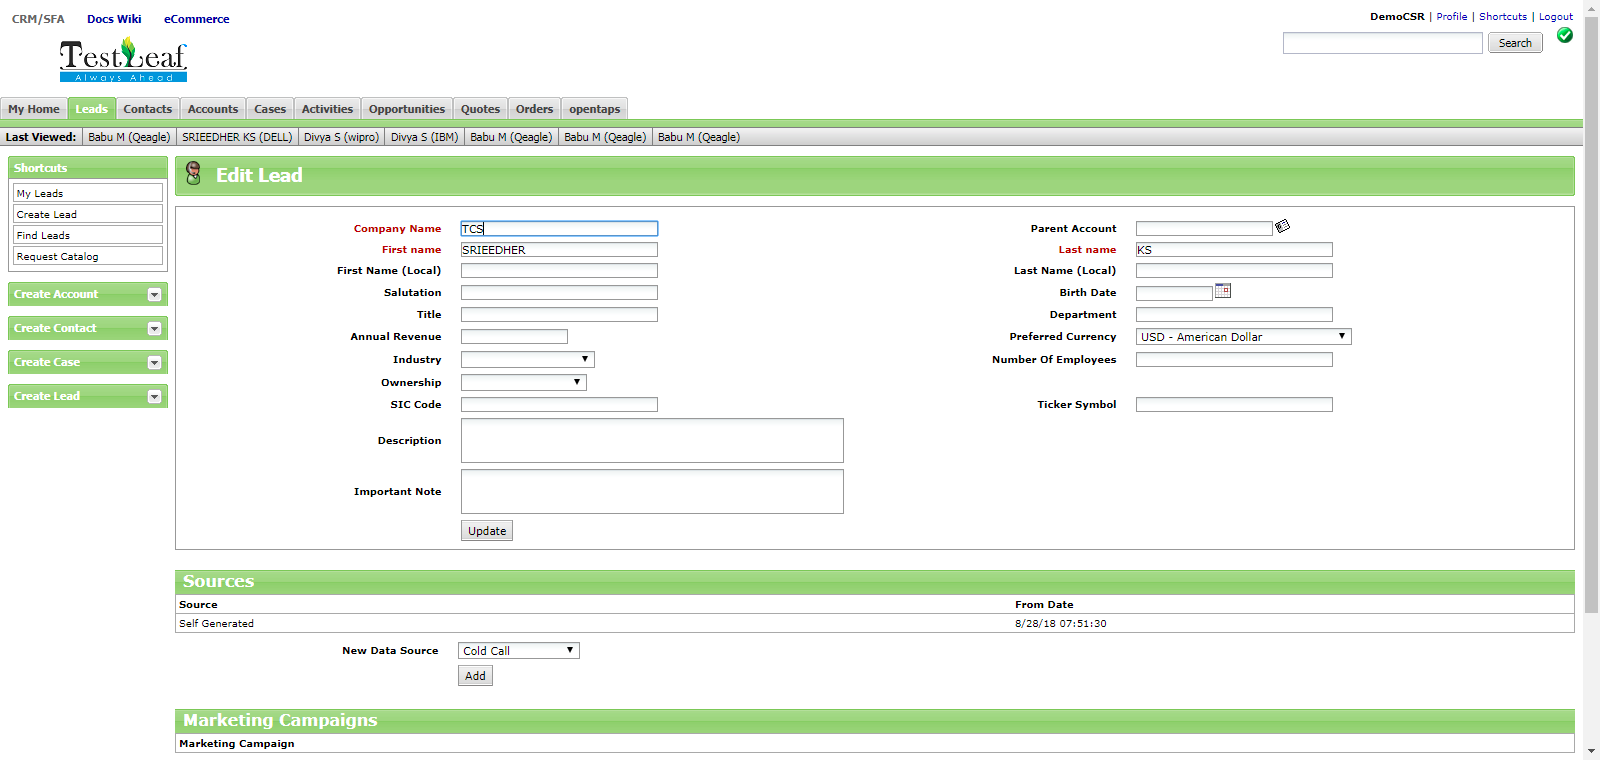 CRM/SFA Docs Wiki eCommerce
DemoCSR | Profile | Shortcuts | Logout
TestLeaf
Always Ahead
Search
My Home Leads Contacts Accounts Cases Activities Opportunities Quotes Orders opentaps
Last Viewed: Babu M (Qeagle) SRIEEDHER KS (DELL) Divya S (wipro) Divya S (IBM) Babu M (Qeagle) Babu M (Qeagle) Babu M (Qeagle)
Shortcuts
My Leads
Create Lead
Find Leads
Request Catalog
Create Account
Create Contact
Create Case
Create Lead
Edit Lead
Company Name TCS Parent Account
First name SRIEEDHER Last name KS
First Name (Local) Last Name (Local)
Salutation Birth Date
Title Department
Annual Revenue Preferred Currency USD - American Dollar
Industry Number Of Employees
Ownership
SIC Code Ticker Symbol
Description
Important Note
Update
Sources
Source From Date
Self Generated 8/28/18 07:51:30
New Data Source Cold Call
Add
Marketing Campaigns
Marketing Campaign